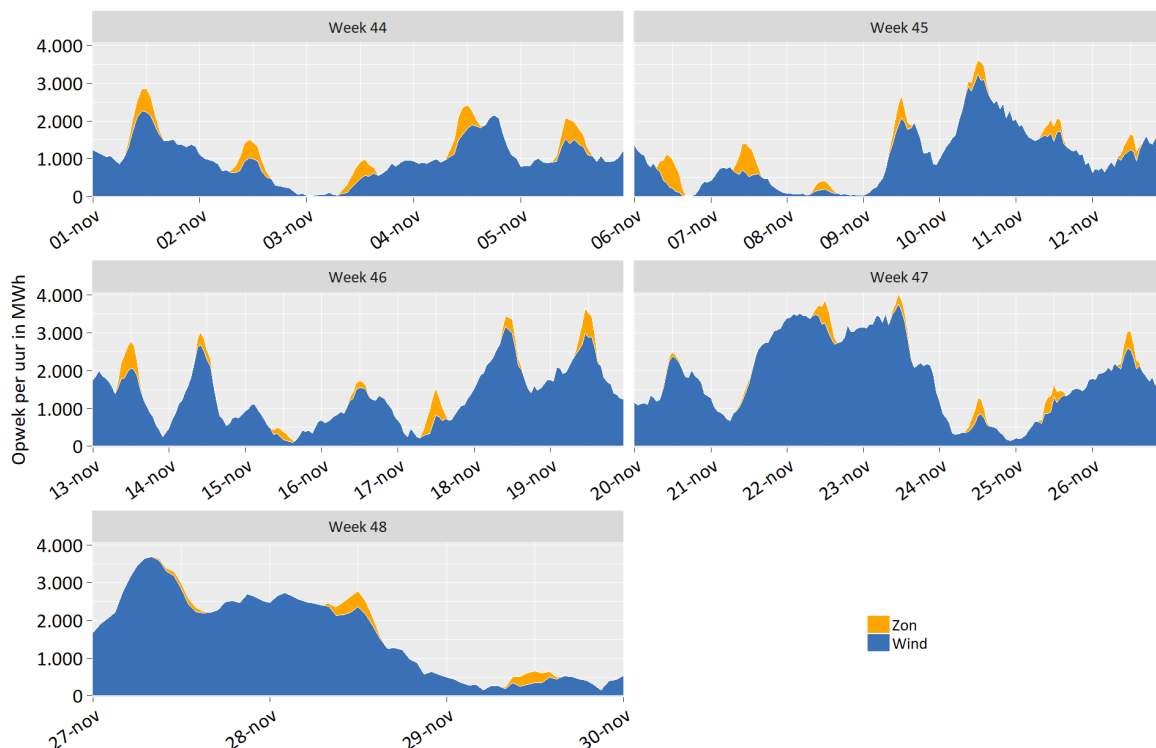 Week 44
Week 45
4.000
3.000
2.000
1.000
0
01-nov
02-nov
03-nov
04-nov
05-nov
06-nov
07-nov
08-nov
09-nov
10-nov
11-nov
12-nov
Opwek per uur in MWh
Week 46
Week 47
4.000
3.000
2.000
1.000
0
13-nov
14-nov
15-nov
16-nov
17-nov
18-nov
19-nov
20-nov
21-nov
22-nov
23-nov
24-nov
25-nov
26-nov
Week 48
4.000
3.000
2.000
1.000
0
27-nov
28-nov
29-nov
30-nov
Zon
Wind